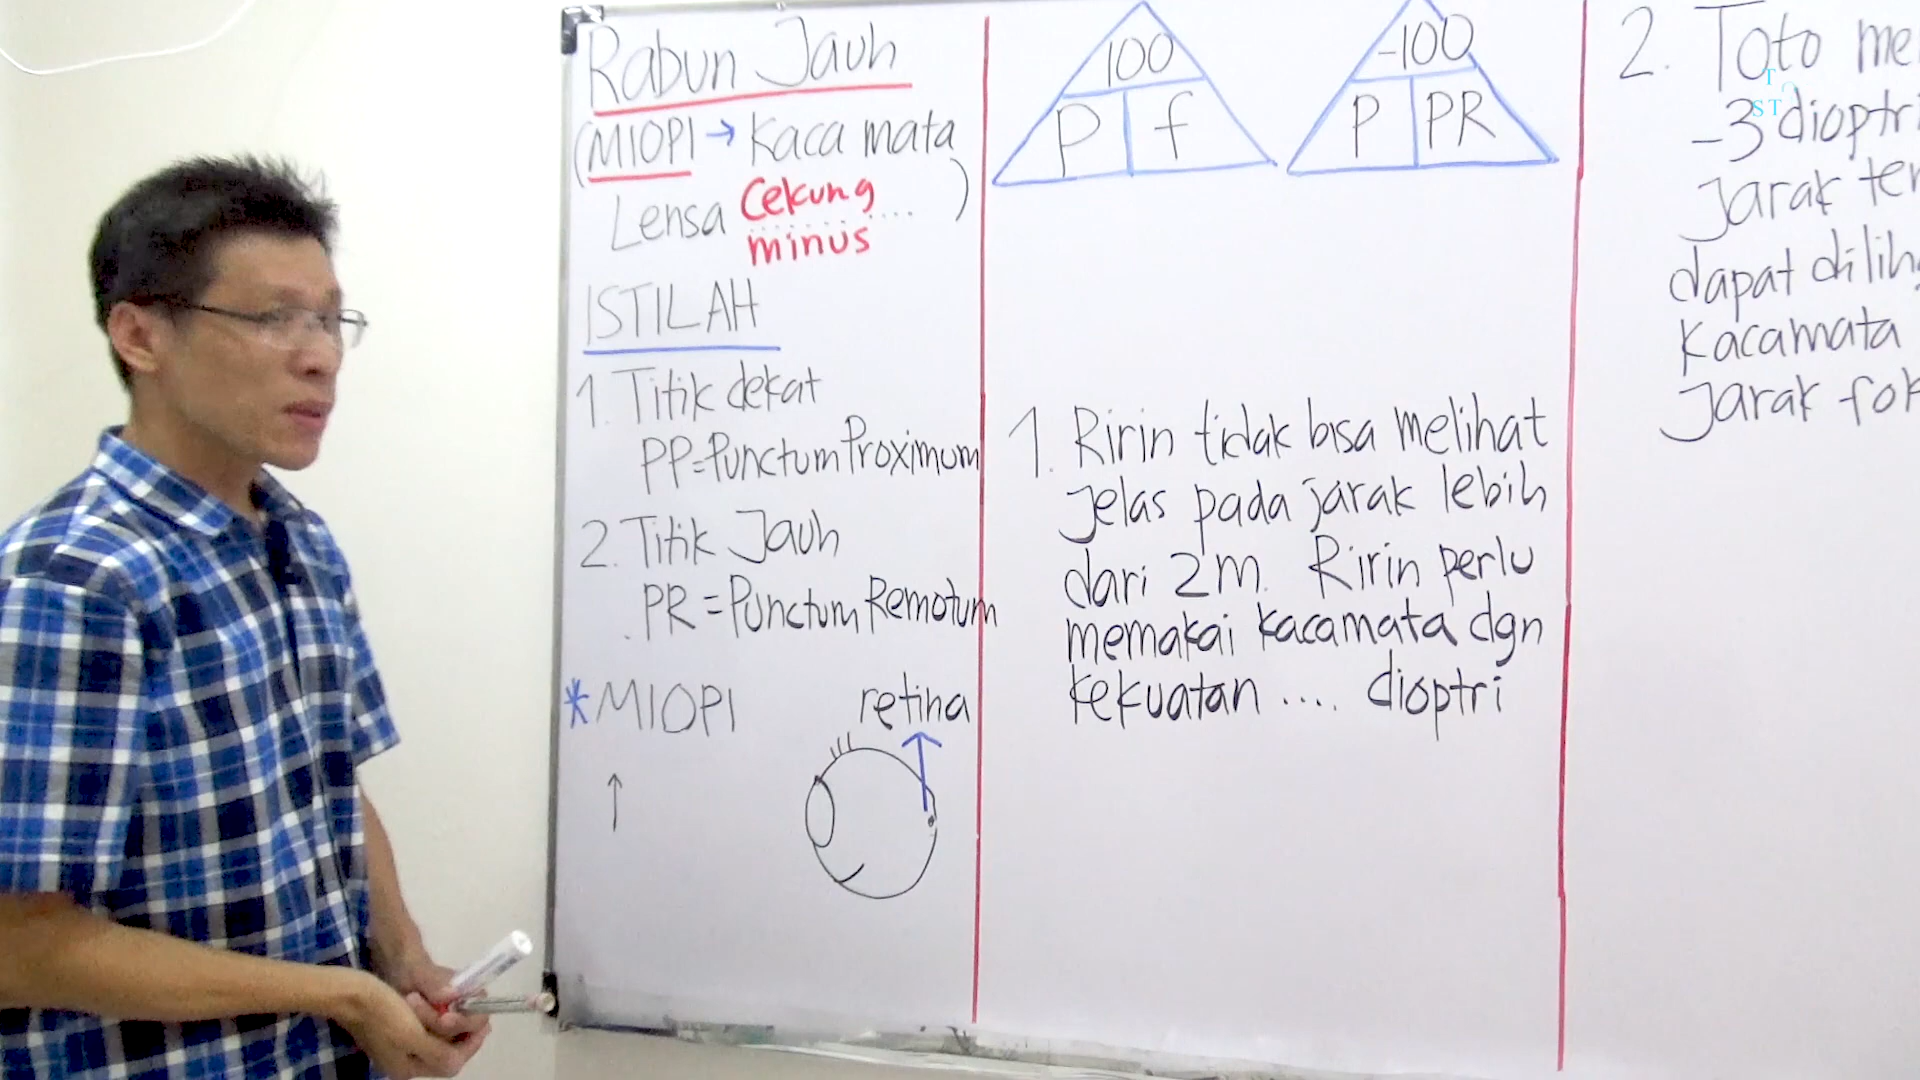 Rabun Jauh
(MIOPI → Kaca mata
Lensa Cekung .... )
minus
ISTILAH
1. Titik dekat
PP=Punctum Proximum
2. Titik Jauh
PR = Punctum Remotum
* MIOPI
retina
100
P f
-100
P PR
1. Ririn tidak bisa melihat
jelas pada jarak lebih
dari 2m. Ririn perlu
memakai kacamata dgn
kekuatan .... dioptri
2. Toto me
-3 dioptri
Jarak ter
dapat dilih
Kacamata
Jarak fok
T
ST